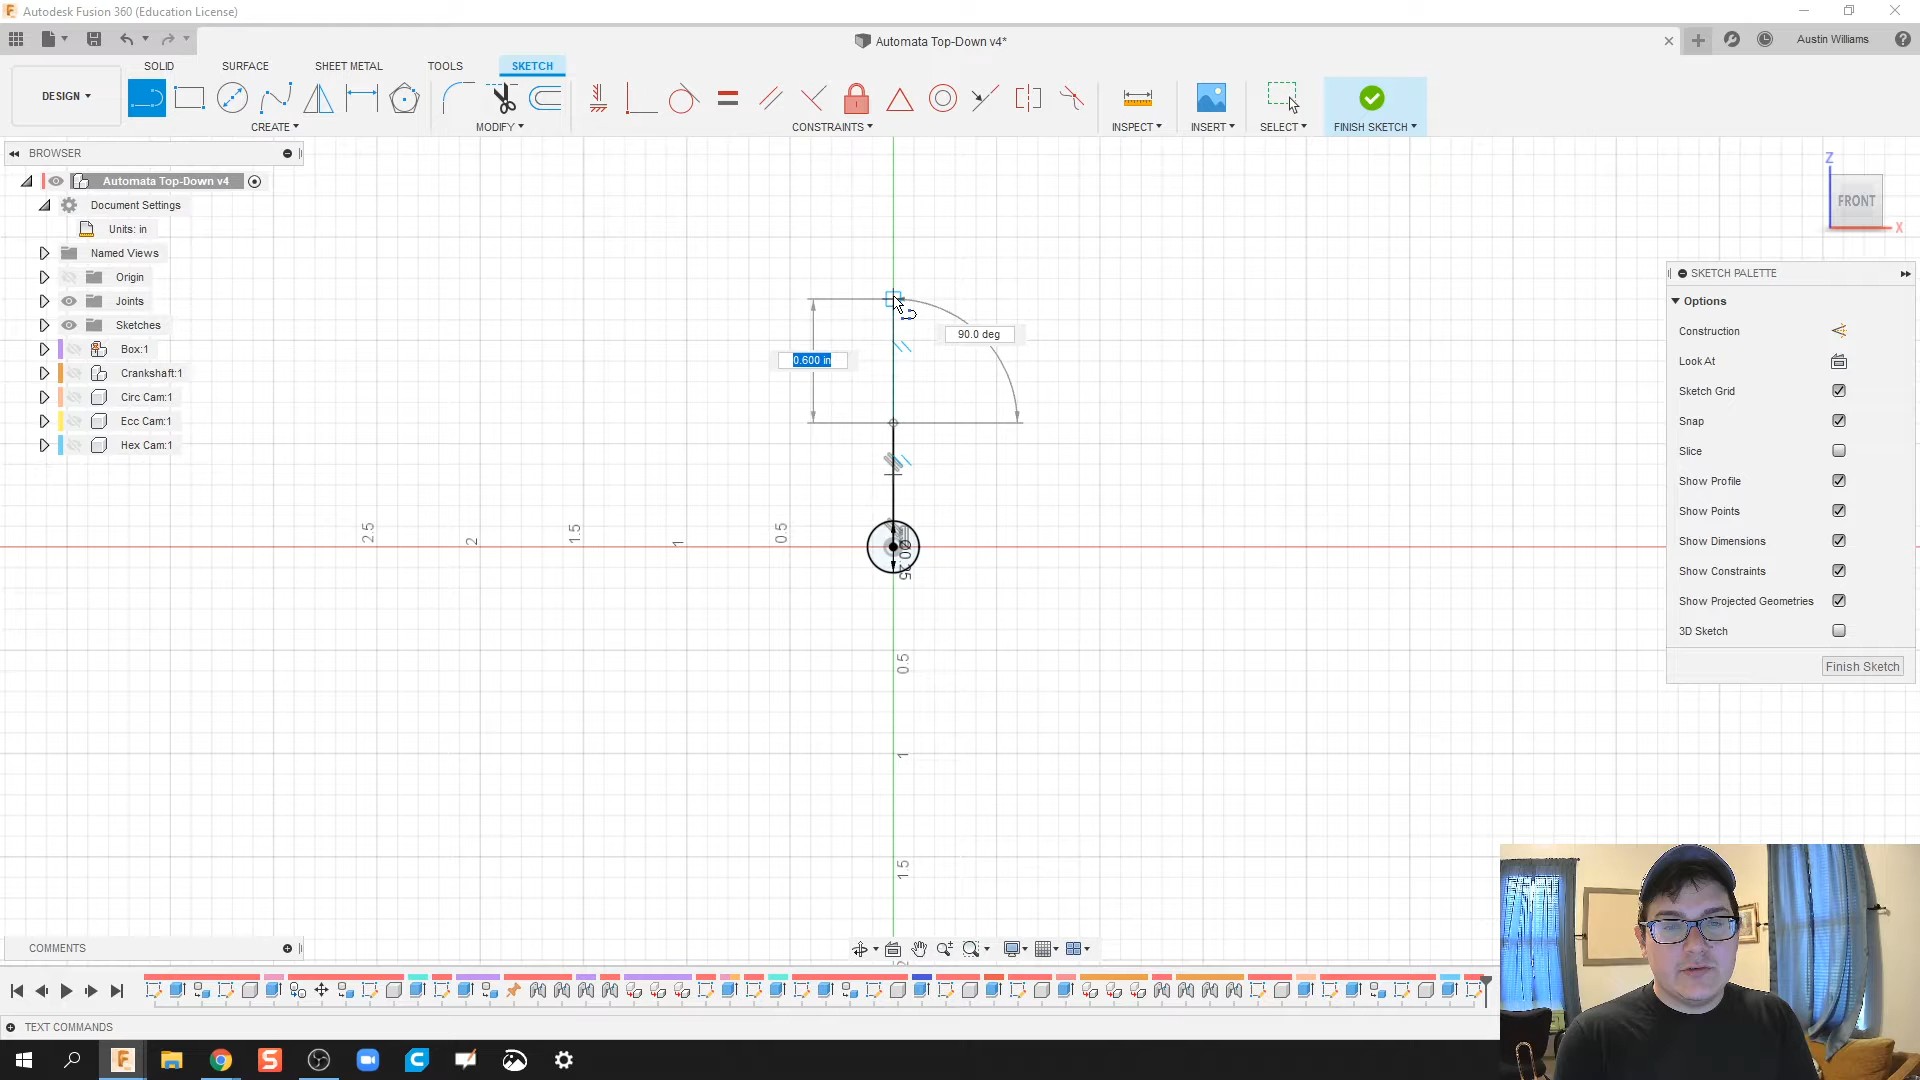 Autodesk Fusion 360 (Education License)
Automata Top-Down v4*
Austin Williams
SOLID
SURFACE
SHEET METAL
TOOLS
SKETCH
DESIGN
CREATE
MODIFY
CONSTRAINTS
INSPECT
INSERT
SELECT
FINISH SKETCH
BROWSER
Automata Top-Down v4
Document Settings
Units: in
Named Views
Origin
Joints
Sketches
Box:1
Crankshaft:1
Circ Cam:1
Ecc Cam:1
Hex Cam:1
Z
FRONT
X
SKETCH PALETTE
Options
Construction
Look At
Sketch Grid
Snap
Slice
Show Profile
Show Points
Show Dimensions
Show Constraints
Show Projected Geometries
3D Sketch
Finish Sketch
90.0 deg
0.600 in
2.5
2
1.5
1
0.5
Ø0.25
0.5
1
1.5
COMMENTS
TEXT COMMANDS